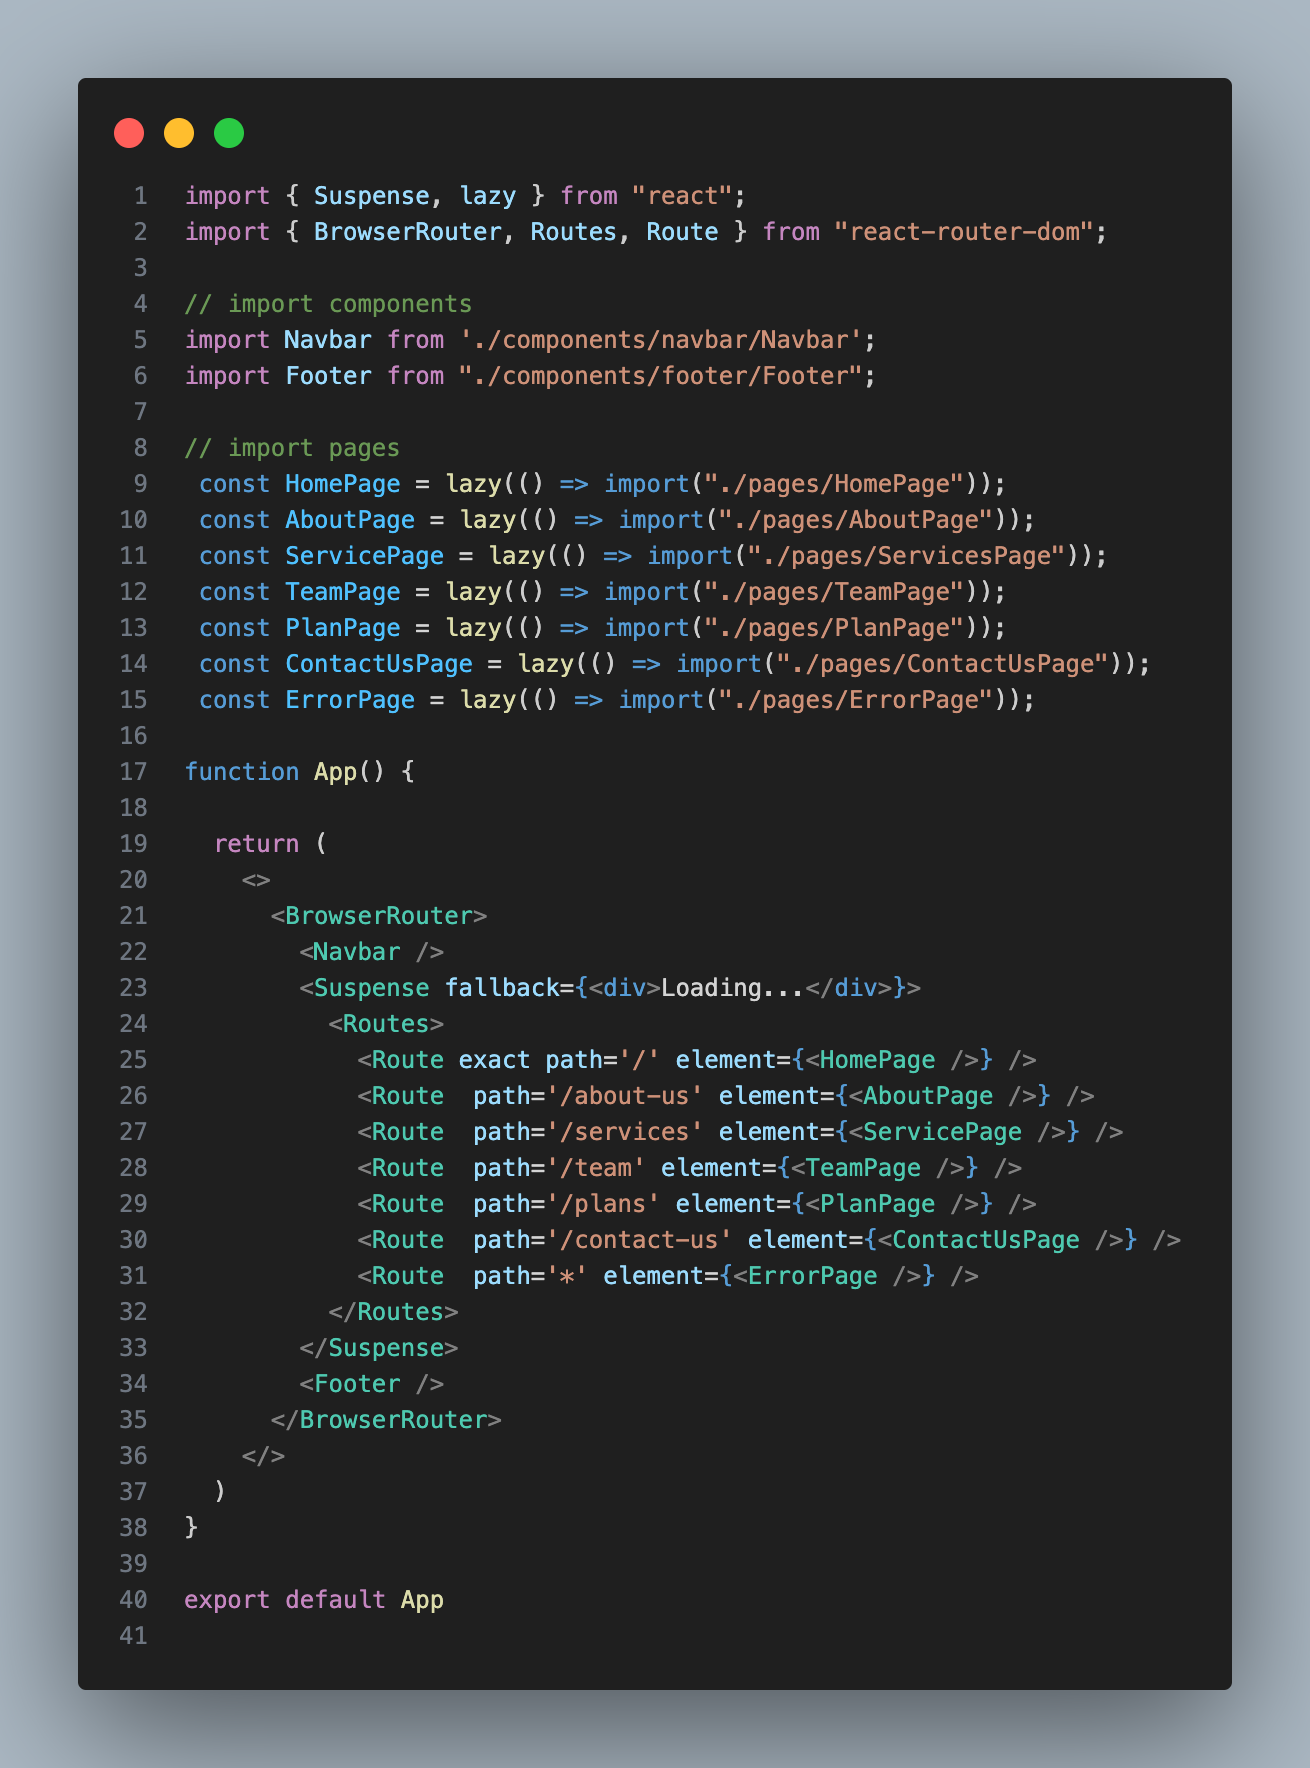 1 import { Suspense, lazy } from "react";
2 import { BrowserRouter, Routes, Route } from "react-router-dom";
3
4 // import components
5 import Navbar from './components/navbar/Navbar';
6 import Footer from "./components/footer/Footer";
7
8 // import pages
9  const HomePage = lazy(() => import("./pages/HomePage"));
10  const AboutPage = lazy(() => import("./pages/AboutPage"));
11  const ServicePage = lazy(() => import("./pages/ServicesPage"));
12  const TeamPage = lazy(() => import("./pages/TeamPage"));
13  const PlanPage = lazy(() => import("./pages/PlanPage"));
14  const ContactUsPage = lazy(() => import("./pages/ContactUsPage"));
15  const ErrorPage = lazy(() => import("./pages/ErrorPage"));
16
17 function App() {
18
19   return (
20     <>
21       <BrowserRouter>
22         <Navbar />
23         <Suspense fallback={<div>Loading...</div>}>
24           <Routes>
25             <Route exact path='/' element={<HomePage />} />
26             <Route  path='/about-us' element={<AboutPage />} />
27             <Route  path='/services' element={<ServicePage />} />
28             <Route  path='/team' element={<TeamPage />} />
29             <Route  path='/plans' element={<PlanPage />} />
30             <Route  path='/contact-us' element={<ContactUsPage />} />
31             <Route  path='*' element={<ErrorPage />} />
32           </Routes>
33         </Suspense>
34         <Footer />
35       </BrowserRouter>
36     </>
37   )
38 }
39
40 export default App
41